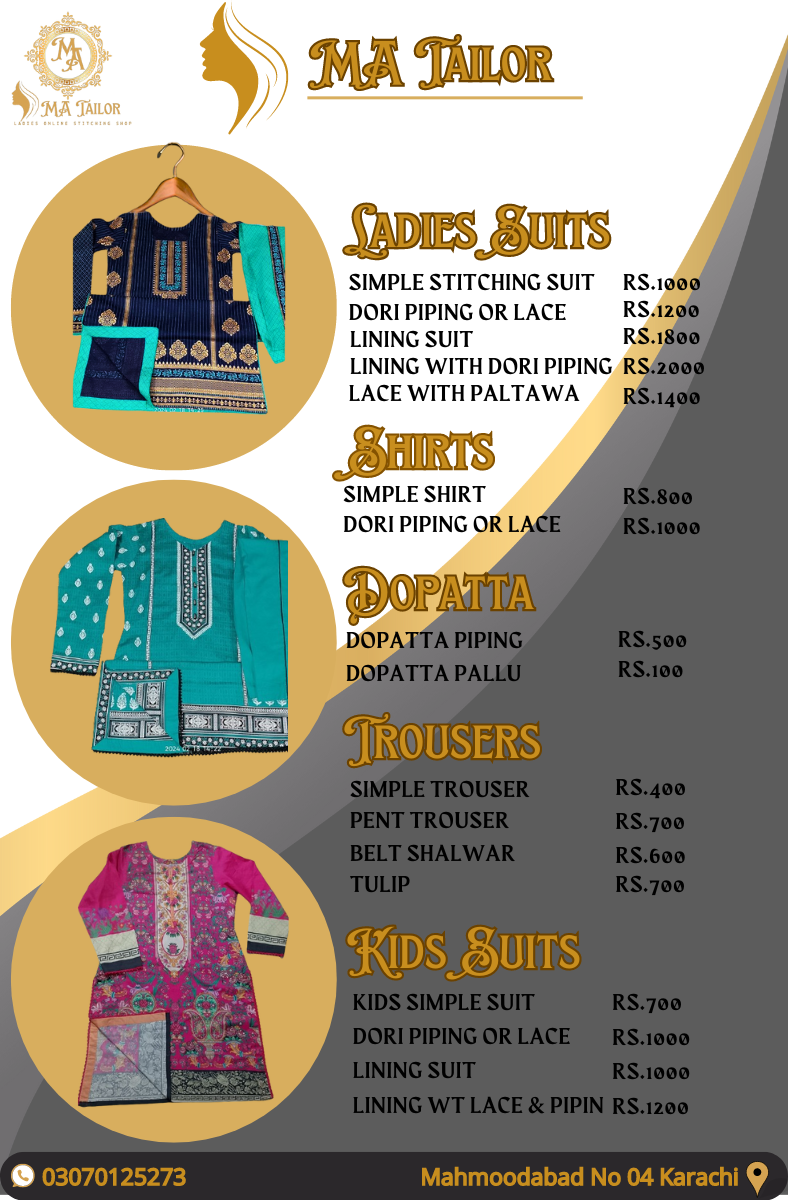 MA
MA TAILOR
LADIES ONLINE STITCHING SHOP
MA TAILOR
LADIES SUITS
SIMPLE STITCHING SUIT RS.1000
DORI PIPING OR LACE RS.1200
LINING SUIT RS.1800
LINING WITH DORI PIPING RS.2000
LACE WITH PALTAWA RS.1400
SHIRTS
SIMPLE SHIRT RS.800
DORI PIPING OR LACE RS.1000
DOPATTA
DOPATTA PIPING RS.500
DOPATTA PALLU RS.100
2024 02 18 14:22
TROUSERS
SIMPLE TROUSER RS.400
PENT TROUSER RS.700
BELT SHALWAR RS.600
TULIP RS.700
KIDS SUITS
KIDS SIMPLE SUIT RS.700
DORI PIPING OR LACE RS.1000
LINING SUIT RS.1000
LINING WT LACE & PIPIN RS.1200
03070125273
Mahmoodabad No 04 Karachi